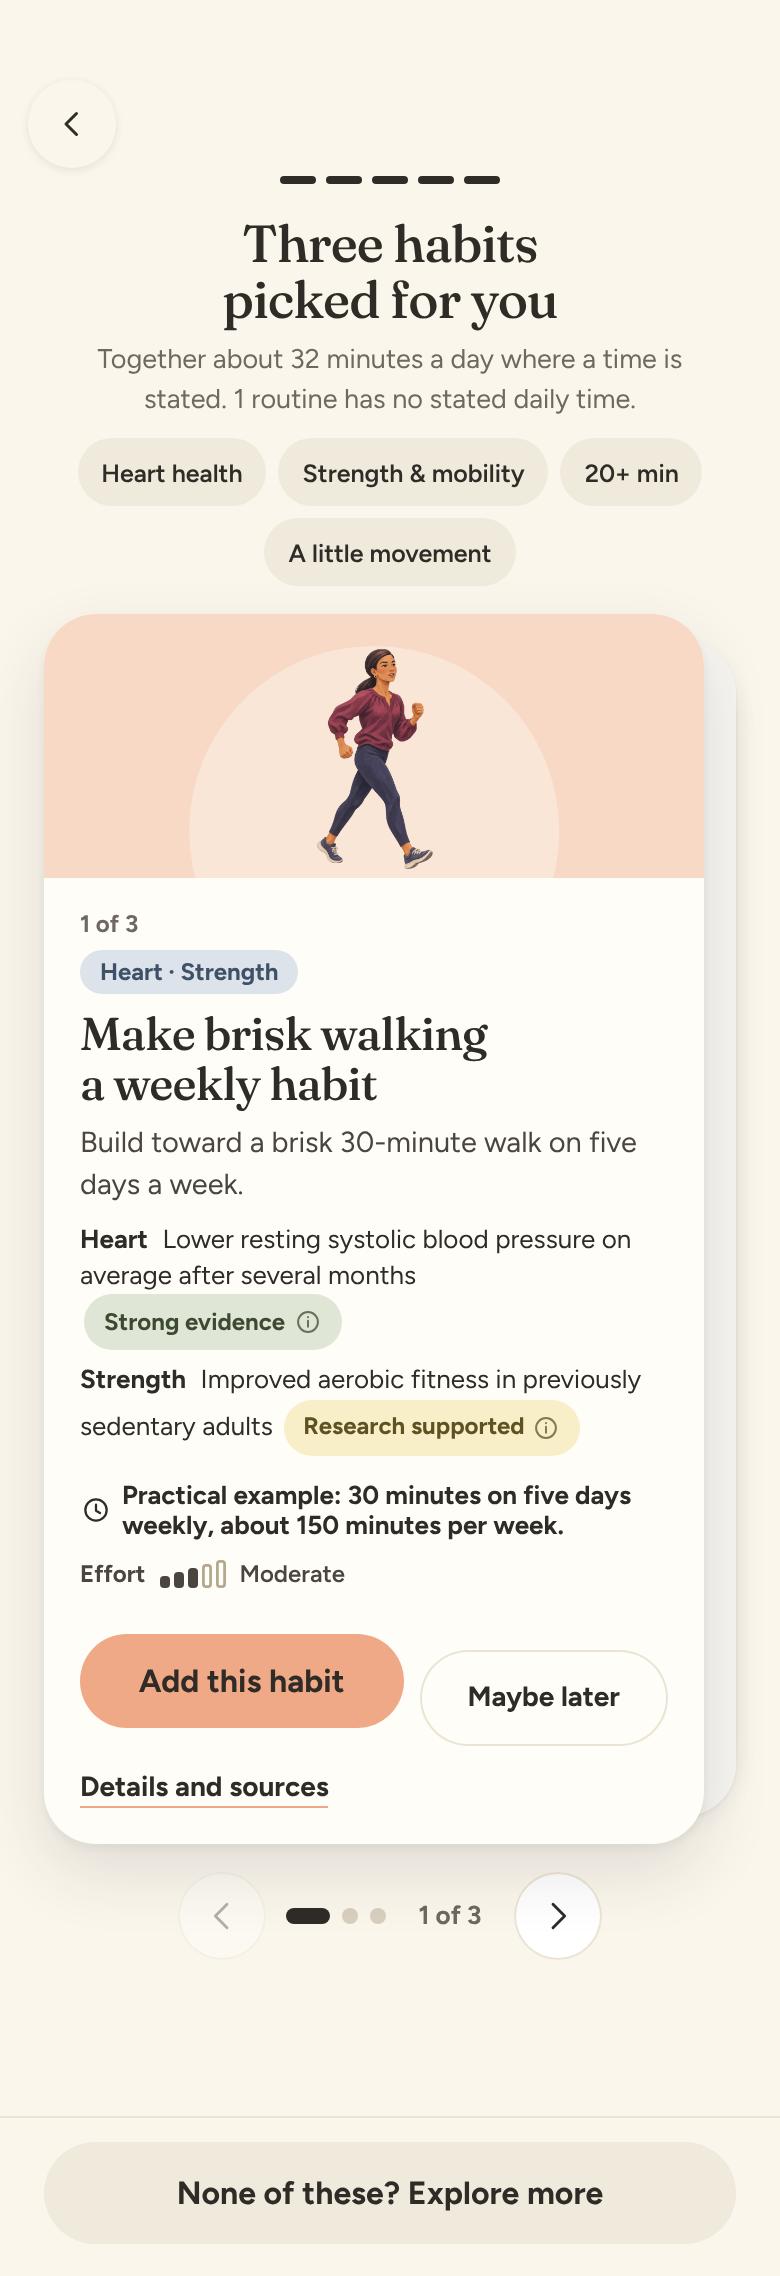 Three habits
picked for you
Together about 32 minutes a day where a time is
stated. 1 routine has no stated daily time.
Heart health
Strength & mobility
20+ min
A little movement
1 of 3
Heart · Strength
Make brisk walking
a weekly habit
Build toward a brisk 30-minute walk on five
days a week.
Heart Lower resting systolic blood pressure on
average after several months
Strong evidence
Strength Improved aerobic fitness in previously
sedentary adults Research supported
Practical example: 30 minutes on five days
weekly, about 150 minutes per week.
Effort Moderate
Add this habit
Maybe later
Details and sources
1 of 3
None of these? Explore more